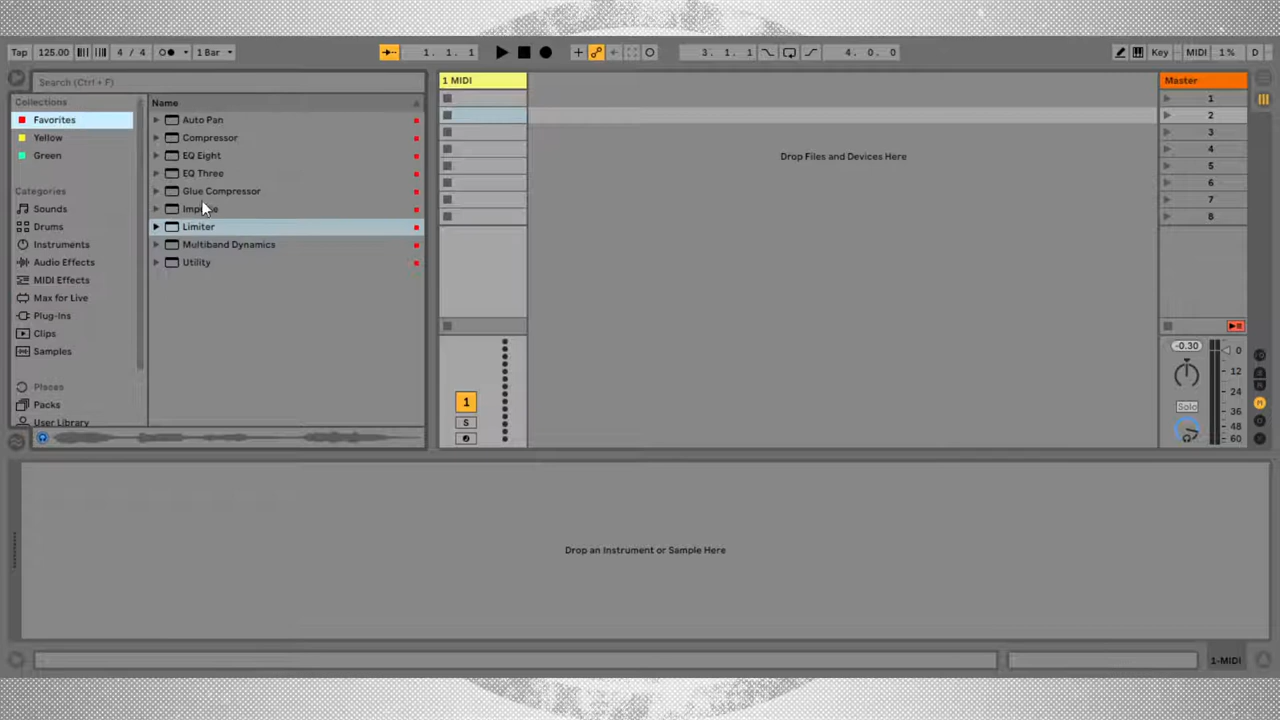 Tap 125.00 4 / 4 1 Bar 1. 1. 1 3. 1. 1 4. 0. 0 Key MIDI 1 % D
Search (Ctrl + F)
Collections
Favorites
Yellow
Green
Categories
Sounds
Drums
Instruments
Audio Effects
MIDI Effects
Max for Live
Plug-Ins
Clips
Samples
Places
Packs
User Library
Name
Auto Pan
Compressor
EQ Eight
EQ Three
Glue Compressor
Limiter
Multiband Dynamics
Utility
1 MIDI
1
S
Drop Files and Devices Here
Master
1
2
3
4
5
6
7
8
-0.30
Solo
0
12
24
36
48
60
Drop an Instrument or Sample Here
1-MIDI